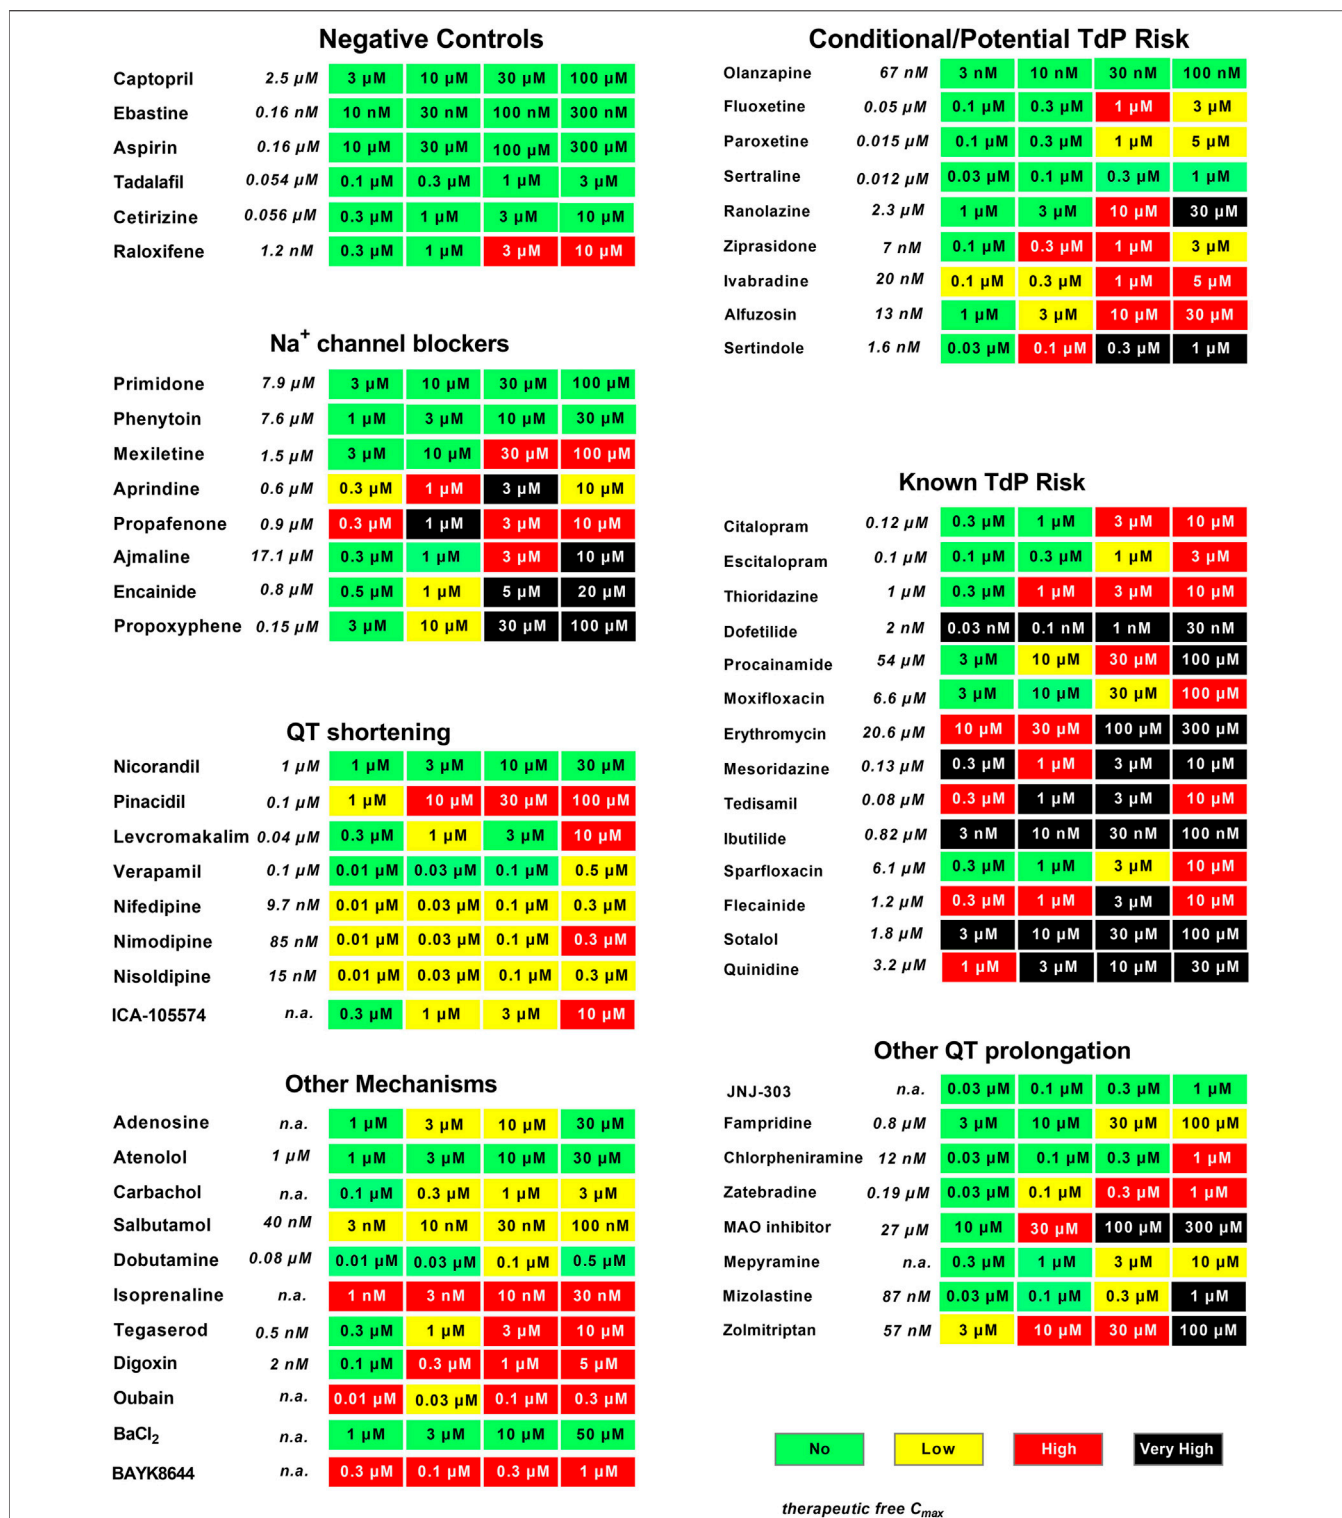 Negative Controls
Captopril 2.5 µM 3 µM 10 µM 30 µM 100 µM
Ebastine 0.16 nM 10 nM 30 nM 100 nM 300 nM
Aspirin 0.16 µM 10 µM 30 µM 100 µM 300 µM
Tadalafil 0.054 µM 0.1 µM 0.3 µM 1 µM 3 µM
Cetirizine 0.056 µM 0.3 µM 1 µM 3 µM 10 µM
Raloxifene 1.2 nM 0.3 µM 1 µM 3 µM 10 µM
Na⁺ channel blockers
Primidone 7.9 µM 3 µM 10 µM 30 µM 100 µM
Phenytoin 7.6 µM 1 µM 3 µM 10 µM 30 µM
Mexiletine 1.5 µM 3 µM 10 µM 30 µM 100 µM
Aprindine 0.6 µM 0.3 µM 1 µM 3 µM 10 µM
Propafenone 0.9 µM 0.3 µM 1 µM 3 µM 10 µM
Ajmaline 17.1 µM 0.3 µM 1 µM 3 µM 10 µM
Encainide 0.8 µM 0.5 µM 1 µM 5 µM 20 µM
Propoxyphene 0.15 µM 3 µM 10 µM 30 µM 100 µM
QT shortening
Nicorandil 1 µM 1 µM 3 µM 10 µM 30 µM
Pinacidil 0.1 µM 1 µM 10 µM 30 µM 100 µM
Levcromakalim 0.04 µM 0.3 µM 1 µM 3 µM 10 µM
Verapamil 0.1 µM 0.01 µM 0.03 µM 0.1 µM 0.5 µM
Nifedipine 9.7 nM 0.01 µM 0.03 µM 0.1 µM 0.3 µM
Nimodipine 85 nM 0.01 µM 0.03 µM 0.1 µM 0.3 µM
Nisoldipine 15 nM 0.01 µM 0.03 µM 0.1 µM 0.3 µM
ICA-105574 n.a. 0.3 µM 1 µM 3 µM 10 µM
Other Mechanisms
Adenosine n.a. 1 µM 3 µM 10 µM 30 µM
Atenolol 1 µM 1 µM 3 µM 10 µM 30 µM
Carbachol n.a. 0.1 µM 0.3 µM 1 µM 3 µM
Salbutamol 40 nM 3 nM 10 nM 30 nM 100 nM
Dobutamine 0.08 µM 0.01 µM 0.03 µM 0.1 µM 0.5 µM
Isoprenaline n.a. 1 nM 3 nM 10 nM 30 nM
Tegaserod 0.5 nM 0.3 µM 1 µM 3 µM 10 µM
Digoxin 2 nM 0.1 µM 0.3 µM 1 µM 5 µM
Oubain n.a. 0.01 µM 0.03 µM 0.1 µM 0.3 µM
BaCl₂ n.a. 1 µM 3 µM 10 µM 50 µM
BAYK8644 n.a. 0.3 µM 0.1 µM 0.3 µM 1 µM
Conditional/Potential TdP Risk
Olanzapine 67 nM 3 nM 10 nM 30 nM 100 nM
Fluoxetine 0.05 µM 0.1 µM 0.3 µM 1 µM 3 µM
Paroxetine 0.015 µM 0.1 µM 0.3 µM 1 µM 5 µM
Sertraline 0.012 µM 0.03 µM 0.1 µM 0.3 µM 1 µM
Ranolazine 2.3 µM 1 µM 3 µM 10 µM 30 µM
Ziprasidone 7 nM 0.1 µM 0.3 µM 1 µM 3 µM
Ivabradine 20 nM 0.1 µM 0.3 µM 1 µM 5 µM
Alfuzosin 13 nM 1 µM 3 µM 10 µM 30 µM
Sertindole 1.6 nM 0.03 µM 0.1 µM 0.3 µM 1 µM
Known TdP Risk
Citalopram 0.12 µM 0.3 µM 1 µM 3 µM 10 µM
Escitalopram 0.1 µM 0.1 µM 0.3 µM 1 µM 3 µM
Thioridazine 1 µM 0.3 µM 1 µM 3 µM 10 µM
Dofetilide 2 nM 0.03 nM 0.1 nM 1 nM 30 nM
Procainamide 54 µM 3 µM 10 µM 30 µM 100 µM
Moxifloxacin 6.6 µM 3 µM 10 µM 30 µM 100 µM
Erythromycin 20.6 µM 10 µM 30 µM 100 µM 300 µM
Mesoridazine 0.13 µM 0.3 µM 1 µM 3 µM 10 µM
Tedisamil 0.08 µM 0.3 µM 1 µM 3 µM 10 µM
Ibutilide 0.82 µM 3 nM 10 nM 30 nM 100 nM
Sparfloxacin 6.1 µM 0.3 µM 1 µM 3 µM 10 µM
Flecainide 1.2 µM 0.3 µM 1 µM 3 µM 10 µM
Sotalol 1.8 µM 3 µM 10 µM 30 µM 100 µM
Quinidine 3.2 µM 1 µM 3 µM 10 µM 30 µM
Other QT prolongation
JNJ-303 n.a. 0.03 µM 0.1 µM 0.3 µM 1 µM
Fampridine 0.8 µM 3 µM 10 µM 30 µM 100 µM
Chlorpheniramine 12 nM 0.03 µM 0.1 µM 0.3 µM 1 µM
Zatebradine 0.19 µM 0.03 µM 0.1 µM 0.3 µM 1 µM
MAO inhibitor 27 µM 10 µM 30 µM 100 µM 300 µM
Mepyramine n.a. 0.3 µM 1 µM 3 µM 10 µM
Mizolastine 87 nM 0.03 µM 0.1 µM 0.3 µM 1 µM
Zolmitriptan 57 nM 3 µM 10 µM 30 µM 100 µM
No Low High Very High
therapeutic free Cmax